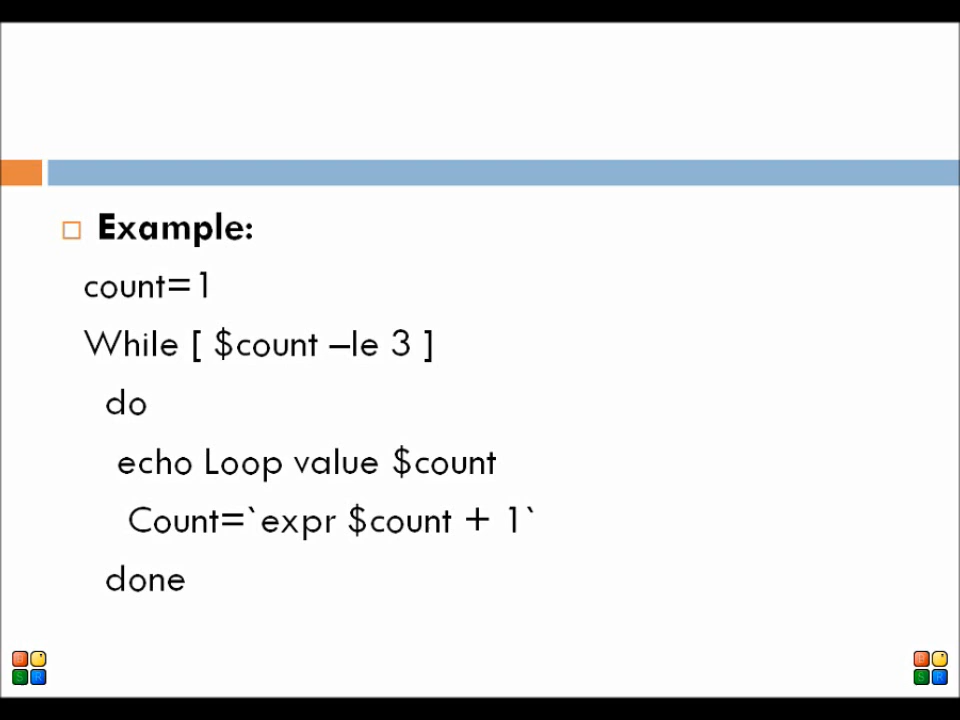 Example:
count=1
While [ $count –le 3 ]
do
echo Loop value $count
Count=`expr $count + 1`
done